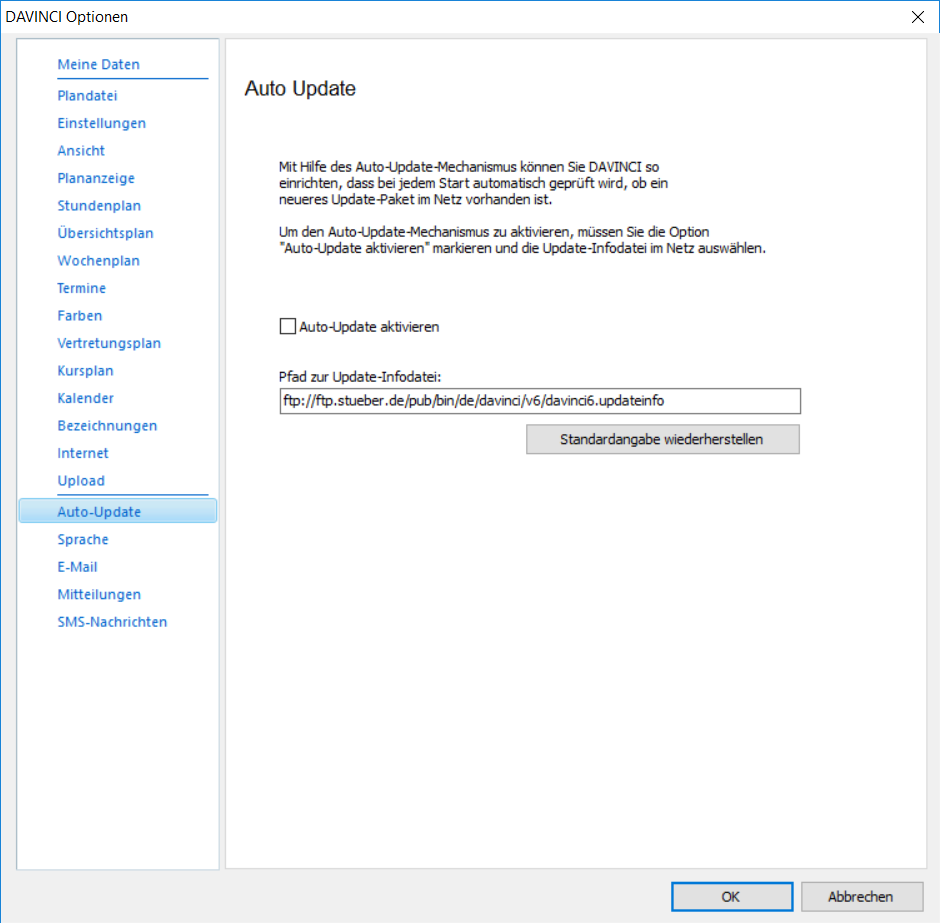 DAVINCI Optionen
Meine Daten
Plandatei
Einstellungen
Ansicht
Plananzeige
Stundenplan
Übersichtsplan
Wochenplan
Termine
Farben
Vertretungsplan
Kursplan
Kalender
Bezeichnungen
Internet
Upload
Auto-Update
Sprache
E-Mail
Mitteilungen
SMS-Nachrichten
Auto Update
Mit Hilfe des Auto-Update-Mechanismus können Sie DAVINCI so
einrichten, dass bei jedem Start automatisch geprüft wird, ob ein
neueres Update-Paket im Netz vorhanden ist.
Um den Auto-Update-Mechanismus zu aktivieren, müssen Sie die Option
"Auto-Update aktivieren" markieren und die Update-Infodatei im Netz auswählen.
Auto-Update aktivieren
Pfad zur Update-Infodatei:
ftp://ftp.stueber.de/pub/bin/de/davinci/v6/davinci6.updateinfo
Standardangabe wiederherstellen
OK
Abbrechen